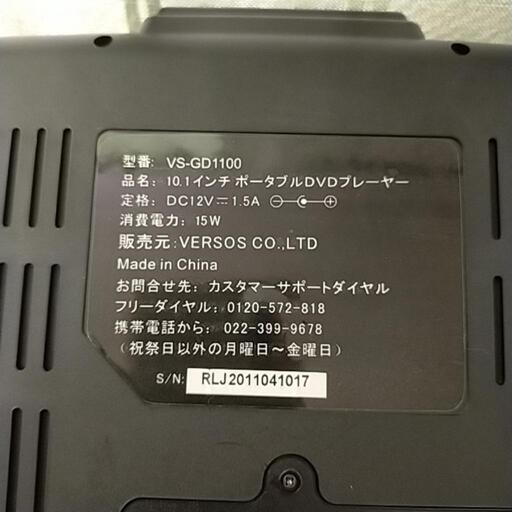 型番: VS-GD1100
品名: 10.1インチ ポータブルDVDプレーヤー
定格: DC12V⎓1.5A
消費電力: 15W
販売元: VERSOS CO.,LTD
Made in China
お問合せ先: カスタマーサポートダイヤル
フリーダイヤル: 0120-572-818
携帯電話から: 022-399-9678
(祝祭日以外の月曜日~金曜日)
S/N: RLJ2011041017